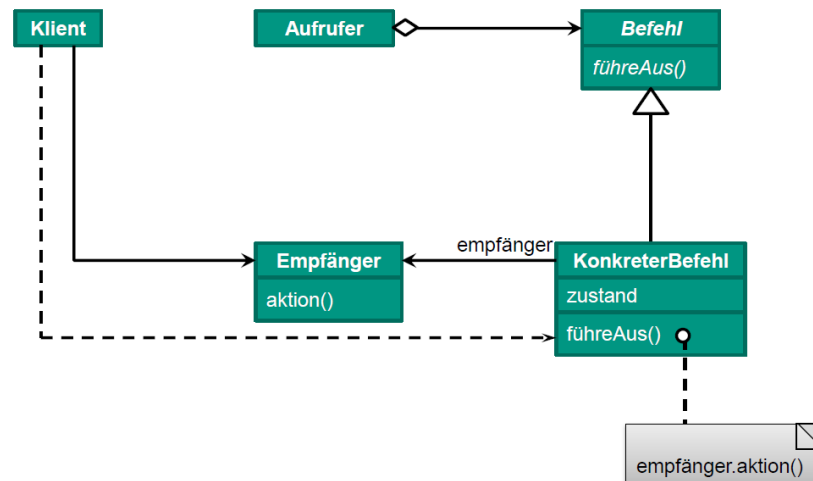 Klient
Aufrufer
Befehl
führeAus()
empfänger
Empfänger
aktion()
KonkreterBefehl
zustand
führeAus()
empfänger.aktion()